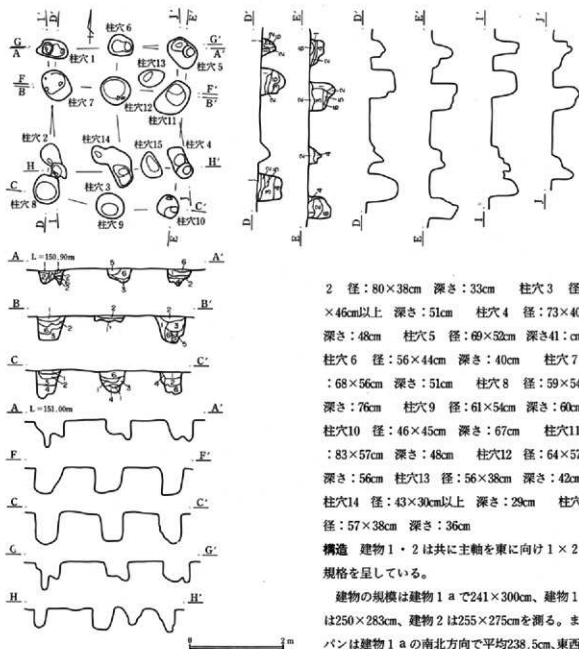 I' D' J' E'
柱穴6
G A G' A'
柱穴1 柱穴13 柱穴5
F B F' B'
柱穴7 柱穴12 柱穴11
柱穴2 柱穴14 柱穴15 柱穴4
H H'
C 柱穴3 C'
柱穴8 柱穴9 柱穴10
D I E
D' E' D' E' I' J'
D E D E I J
A L=150.90m A'
B B'
C C'
A L=151.00m A'
F F'
C C'
G G'
H H'
0 2m
2 径：80×38cm 深さ：33cm 柱穴3 径
×46cm以上 深さ：51cm 柱穴4 径：73×40
深さ：48cm 柱穴5 径：69×52cm 深さ41：cm
柱穴6 径：56×44cm 深さ：40cm 柱穴7
：68×56cm 深さ：51cm 柱穴8 径：59×54
深さ：76cm 柱穴9 径：61×54cm 深さ：60cm
柱穴10 径：46×45cm 深さ：67cm 柱穴11
：83×57cm 深さ：48cm 柱穴12 径：64×57
深さ：56cm 柱穴13 径：56×38cm 深さ：42cm
柱穴14 径：43×30cm以上 深さ：29cm 柱穴
径：57×38cm 深さ：36cm
構造 建物1・2は共に主軸を東に向け1×2
規格を呈している。
建物の規模は建物1aで241×300cm、建物1
は250×283cm、建物2は255×275cmを測る。ま
パンは建物1aの南北方向で平均238.5cm、東西